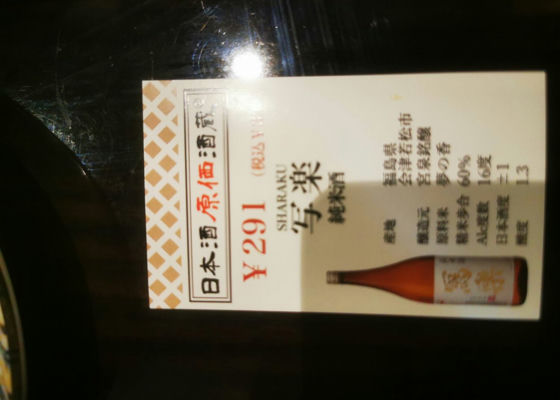 日本酒原価酒蔵
¥291
(税込¥
SHARAKU
写楽
純米酒
産地 福島県
会津若松市
醸造元 宮泉銘醸
原料米 夢の香
精米歩合 60%
Alc度数 16度
日本酒度 ±1
酸度 1.3